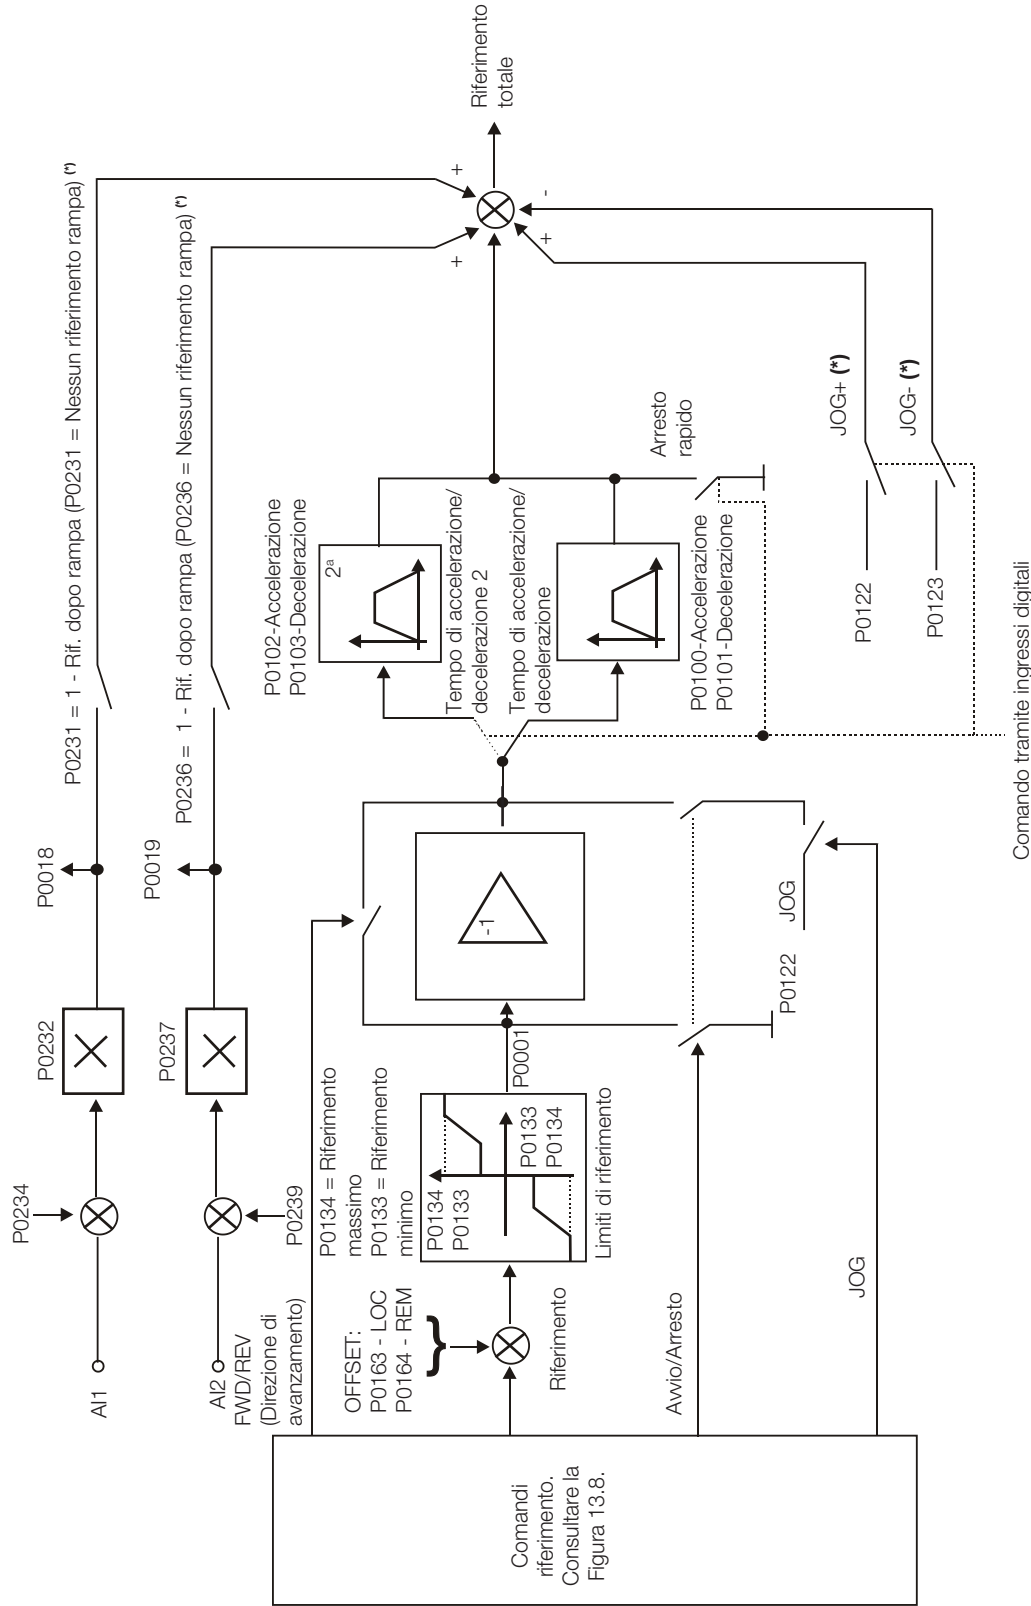 AI1
P0234
P0232
P0018
P0231 = 1 - Rif. dopo rampa (P0231 = Nessun riferimento rampa) (*)
AI2
P0239
P0237
P0019
P0236 = 1 - Rif. dopo rampa (P0236 = Nessun riferimento rampa) (*)
FWD/REV
(Direzione di
avanzamento)
P0134 = Riferimento
massimo
P0133 = Riferimento
minimo
OFFSET:
P0163 - LOC
P0164 - REM
}
Riferimento
P0134
P0133
P0133
P0134
Limiti di riferimento
P0001
-1
P0102-Accelerazione
P0103-Decelerazione
2ª
Tempo di accelerazione/
decelerazione 2
Tempo di accelerazione/
decelerazione
P0100-Accelerazione
P0101-Decelerazione
Arresto
rapido
+
+
+
-
Riferimento
totale
Comandi
riferimento.
Consultare la
Figura 13.8.
Avvio/Arresto
JOG
P0122
JOG
P0122
JOG+ (*)
P0123
JOG- (*)
Comando tramite ingressi digitali